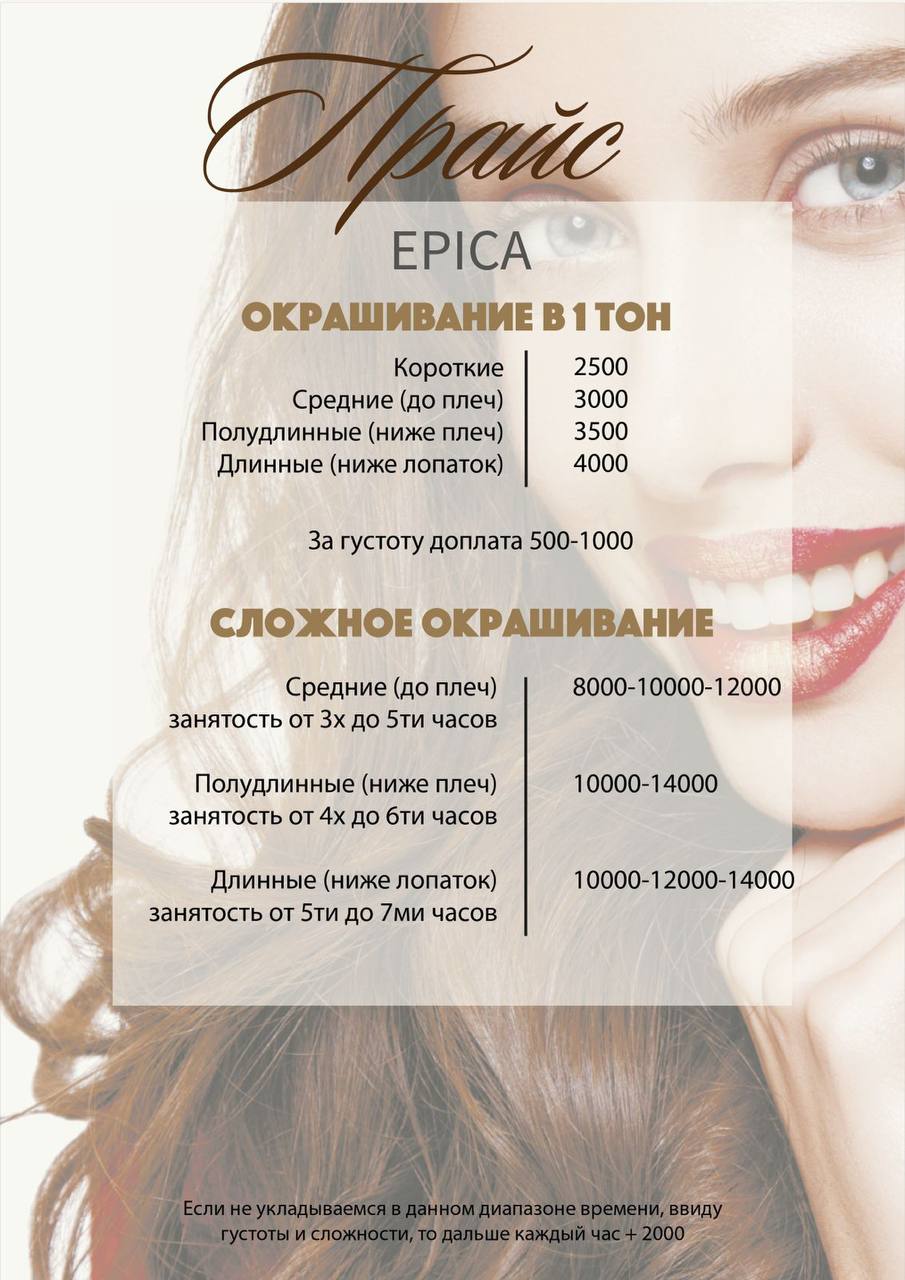 Прайс
EPICA
ОКРАШИВАНИЕ В 1 ТОН
Короткие 2500
Средние (до плеч) 3000
Полудлинные (ниже плеч) 3500
Длинные (ниже лопаток) 4000
За густоту доплата 500-1000
СЛОЖНОЕ ОКРАШИВАНИЕ
Средние (до плеч) 8000-10000-12000
занятость от 3х до 5ти часов
Полудлинные (ниже плеч) 10000-14000
занятость от 4х до 6ти часов
Длинные (ниже лопаток) 10000-12000-14000
занятость от 5ти до 7ми часов
Если не укладываемся в данном диапазоне времени, ввиду
густоты и сложности, то дальше каждый час + 2000